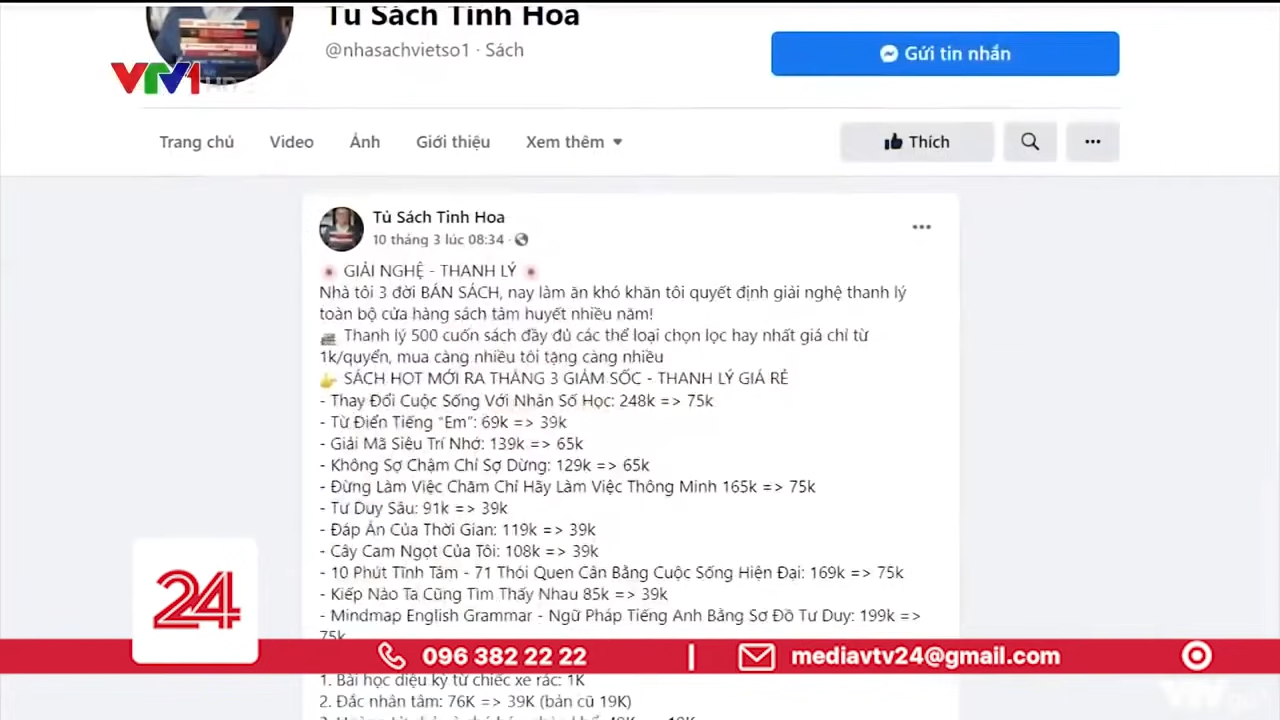 Tủ Sách Tinh Hoa
@nhasachvietso1 · Sách
Gửi tin nhắn
VTV1
HD
Trang chủ Video Ảnh Giới thiệu Xem thêm
Thích
Tủ Sách Tinh Hoa
10 tháng 3 lúc 08:34 ·
GIẢI NGHỆ - THANH LÝ
Nhà tôi 3 đời BÁN SÁCH, nay làm ăn khó khăn tôi quyết định giải nghệ thanh lý
toàn bộ cửa hàng sách tâm huyết nhiều năm!
Thanh lý 500 cuốn sách đầy đủ các thể loại chọn lọc hay nhất giá chỉ từ
1k/quyển, mua càng nhiều tôi tặng càng nhiều
SÁCH HOT MỚI RA THÁNG 3 GIẢM SỐC - THANH LÝ GIÁ RẺ
- Thay Đổi Cuộc Sống Với Nhân Số Học: 248k => 75k
- Từ Điển Tiếng “Em”: 69k => 39k
- Giải Mã Siêu Trí Nhớ: 139k => 65k
- Không Sợ Chậm Chỉ Sợ Dừng: 129k => 65k
- Đừng Làm Việc Chăm Chỉ Hãy Làm Việc Thông Minh 165k => 75k
- Tư Duy Sâu: 91k => 39k
- Đáp Án Của Thời Gian: 119k => 39k
- Cây Cam Ngọt Của Tôi: 108k => 39k
- 10 Phút Tĩnh Tâm - 71 Thói Quen Cân Bằng Cuộc Sống Hiện Đại: 169k => 75k
- Kiếp Nào Ta Cũng Tìm Thấy Nhau 85k => 39k
- Mindmap English Grammar - Ngữ Pháp Tiếng Anh Bằng Sơ Đồ Tư Duy: 199k =>
75k
24
096 382 22 22 | mediavtv24@gmail.com
1. Bài học diệu kỳ từ chiếc xe rác: 1K
2. Đắc nhân tâm: 76K => 39K (bản cũ 19K)
VTVgo